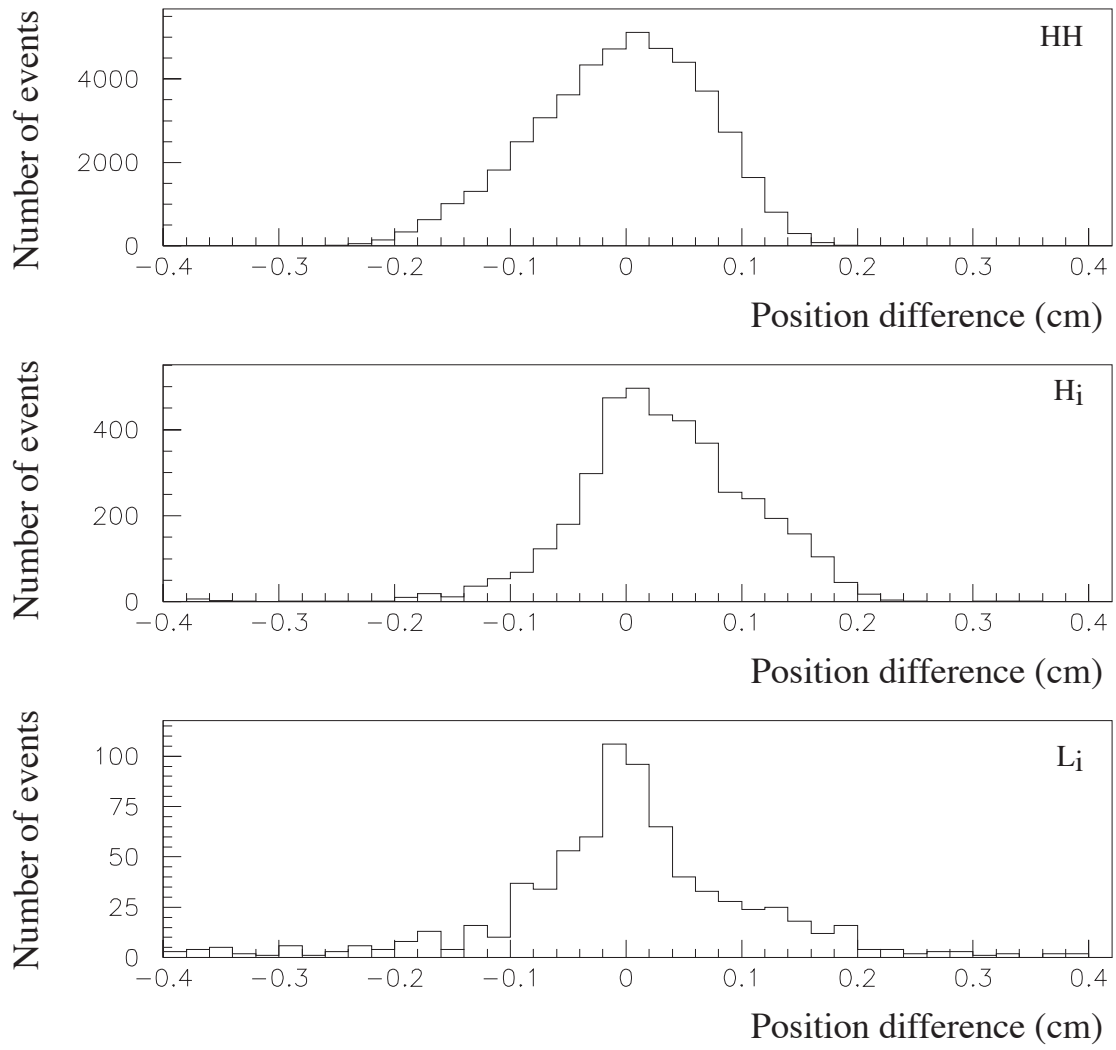 Number of events
HH
4000
2000
0
−0.4 −0.3 −0.2 −0.1 0 0.1 0.2 0.3 0.4
Position difference (cm)
Number of events
Hi
400
200
0
−0.4 −0.3 −0.2 −0.1 0 0.1 0.2 0.3 0.4
Position difference (cm)
Number of events
Li
100
75
50
25
0
−0.4 −0.3 −0.2 −0.1 0 0.1 0.2 0.3 0.4
Position difference (cm)